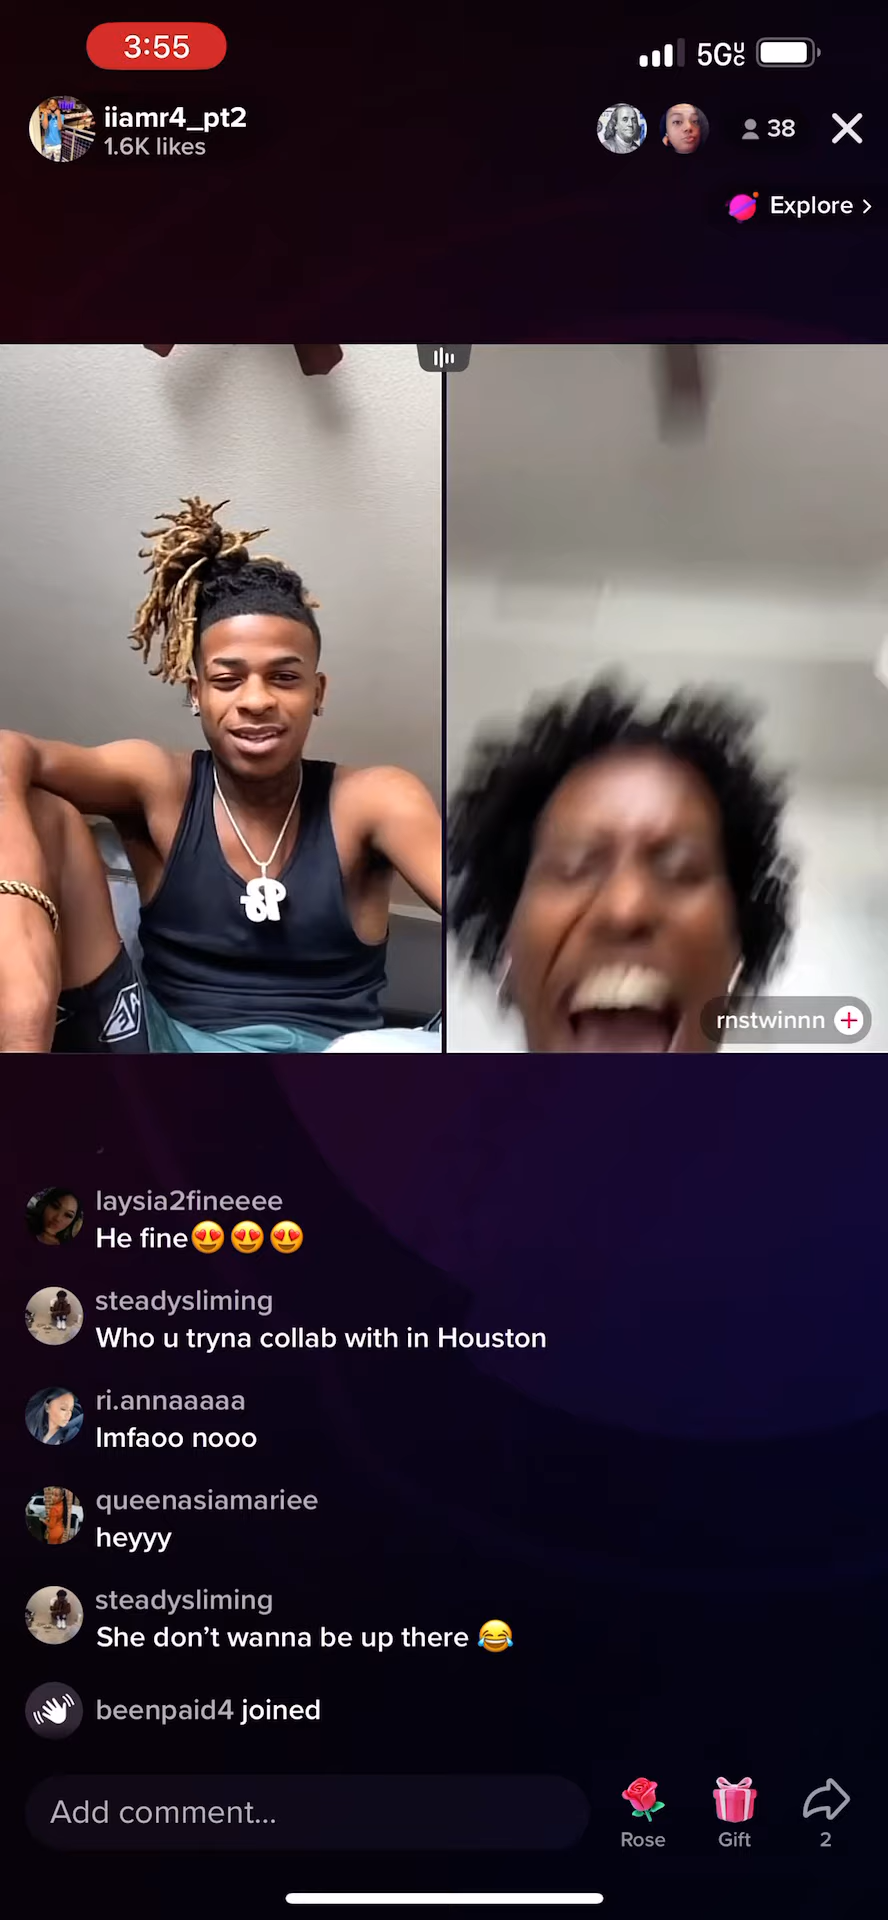 3:55
5GUC
iiamr4_pt2
1.6K likes
38
Explore >
rnstwinnn
laysia2fineeee
He fine😍😍😍
steadysliming
Who u tryna collab with in Houston
ri.annaaaaa
lmfaoo nooo
queenasiamariee
heyyy
steadysliming
She don’t wanna be up there 😂
beenpaid4 joined
Add comment...
Rose
Gift
2